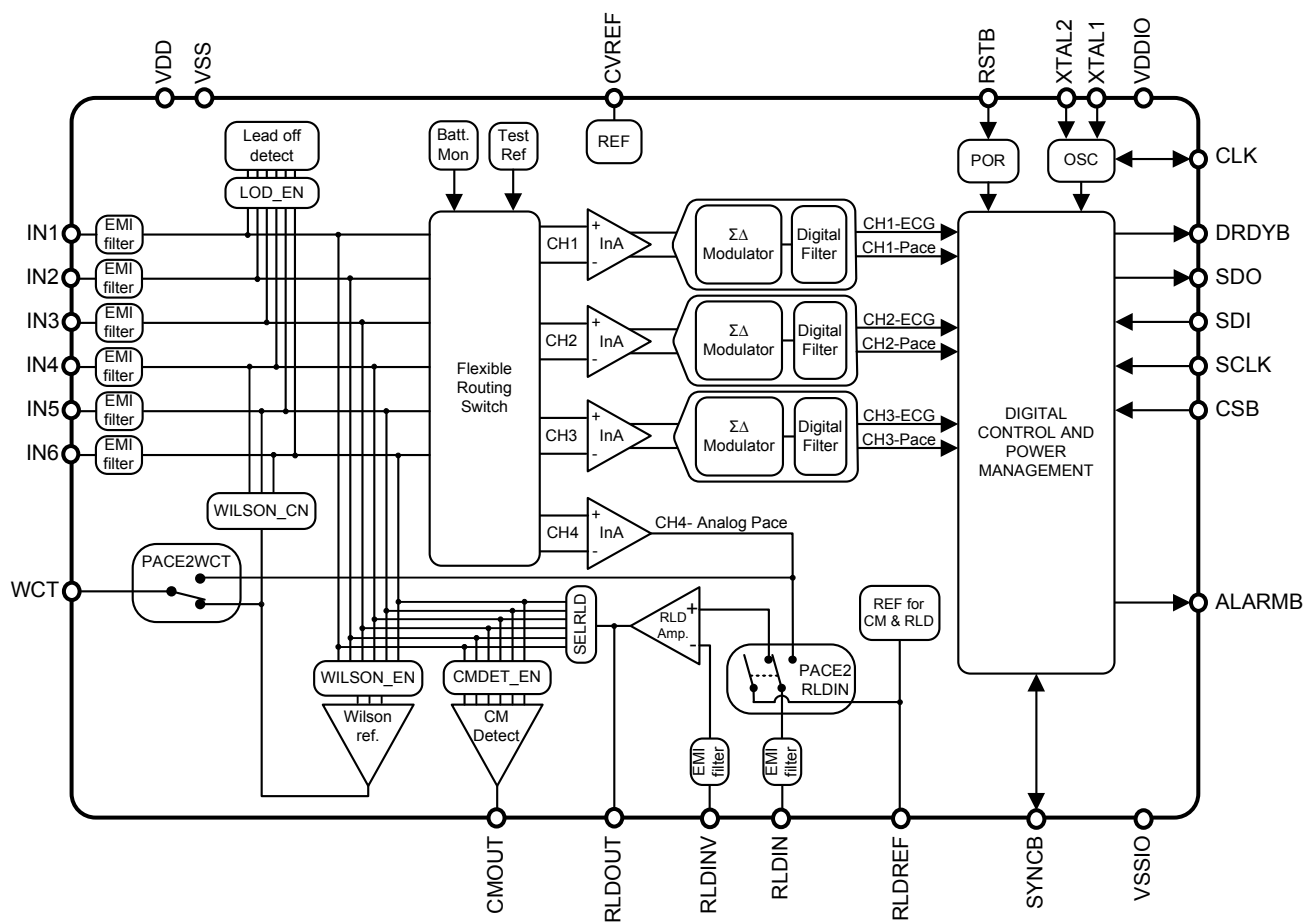 VDD
VSS
CVREF
RSTB
XTAL2
XTAL1
VDDIO
Lead off
detect
LOD_EN
Batt.
Mon
Test
Ref
REF
POR
OSC
CLK
IN1
EMI
filter
IN2
EMI
filter
IN3
EMI
filter
IN4
EMI
filter
IN5
EMI
filter
IN6
EMI
filter
Flexible
Routing
Switch
CH1
+
-
InA
ΣΔ
Modulator
Digital
Filter
CH1-ECG
CH1-Pace
CH2
+
-
InA
ΣΔ
Modulator
Digital
Filter
CH2-ECG
CH2-Pace
CH3
+
-
InA
ΣΔ
Modulator
Digital
Filter
CH3-ECG
CH3-Pace
CH4
+
-
InA
CH4- Analog Pace
DIGITAL
CONTROL AND
POWER
MANAGEMENT
DRDYB
SDO
SDI
SCLK
CSB
ALARMB
WILSON_CN
PACE2WCT
WCT
SELRLD
RLD
Amp.
+
-
REF for
CM & RLD
PACE2
RLDIN
WILSON_EN
CMDET_EN
Wilson
ref.
CM
Detect
EMI
filter
EMI
filter
CMOUT
RLDOUT
RLDINV
RLDIN
RLDREF
SYNCB
VSSIO